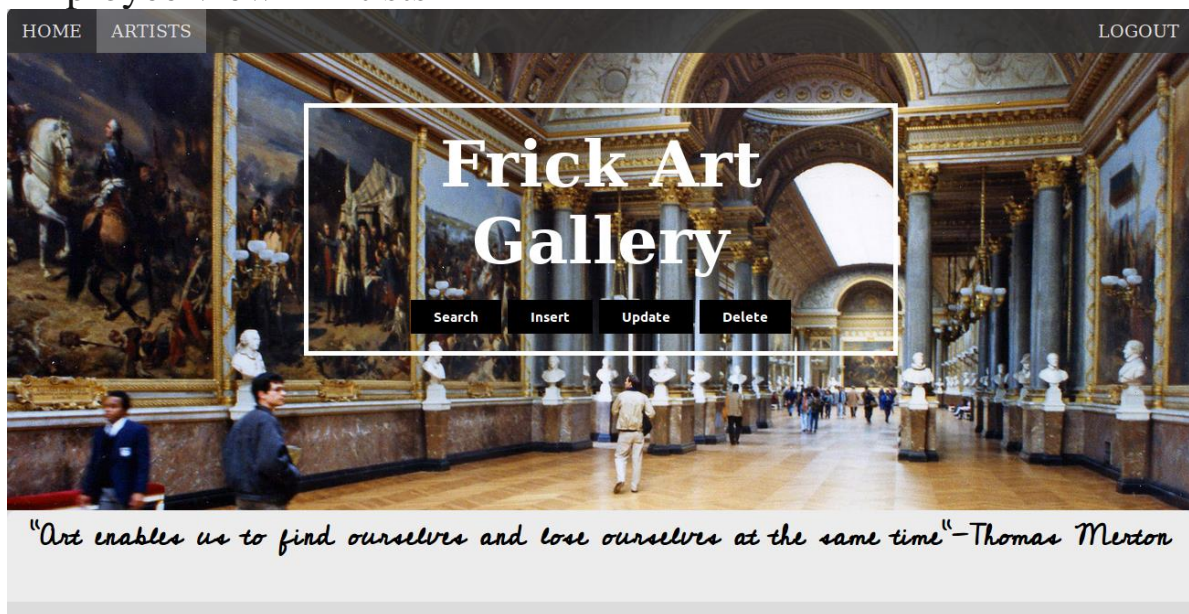 HOME ARTISTS LOGOUT
Frick Art
Gallery
Search Insert Update Delete
"Art enables us to find ourselves and lose ourselves at the same time"-Thomas Merton